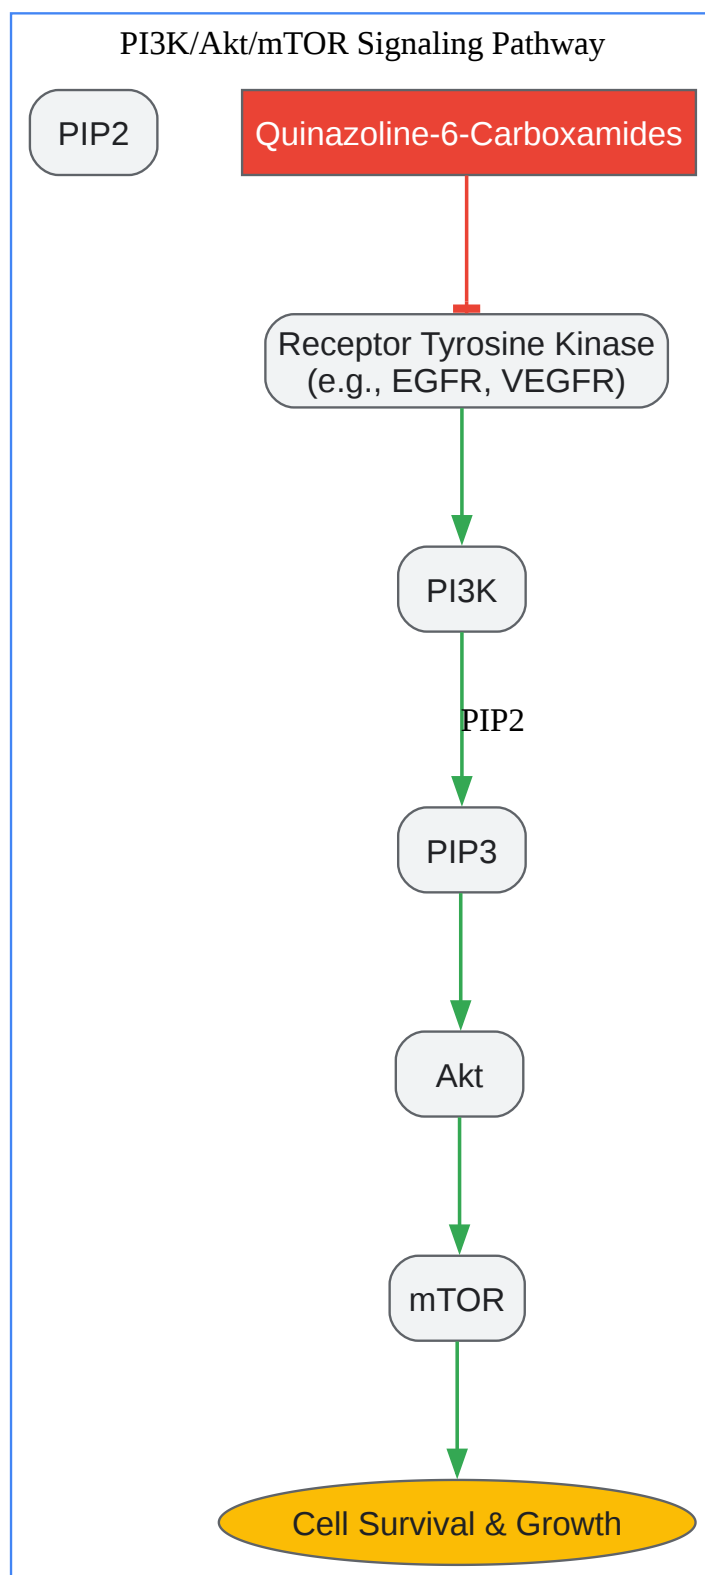 PI3K/Akt/mTOR Signaling Pathway
PIP2
Quinazoline-6-Carboxamides
Receptor Tyrosine Kinase
(e.g., EGFR, VEGFR)
PI3K
PIP2
PIP3
Akt
mTOR
Cell Survival & Growth